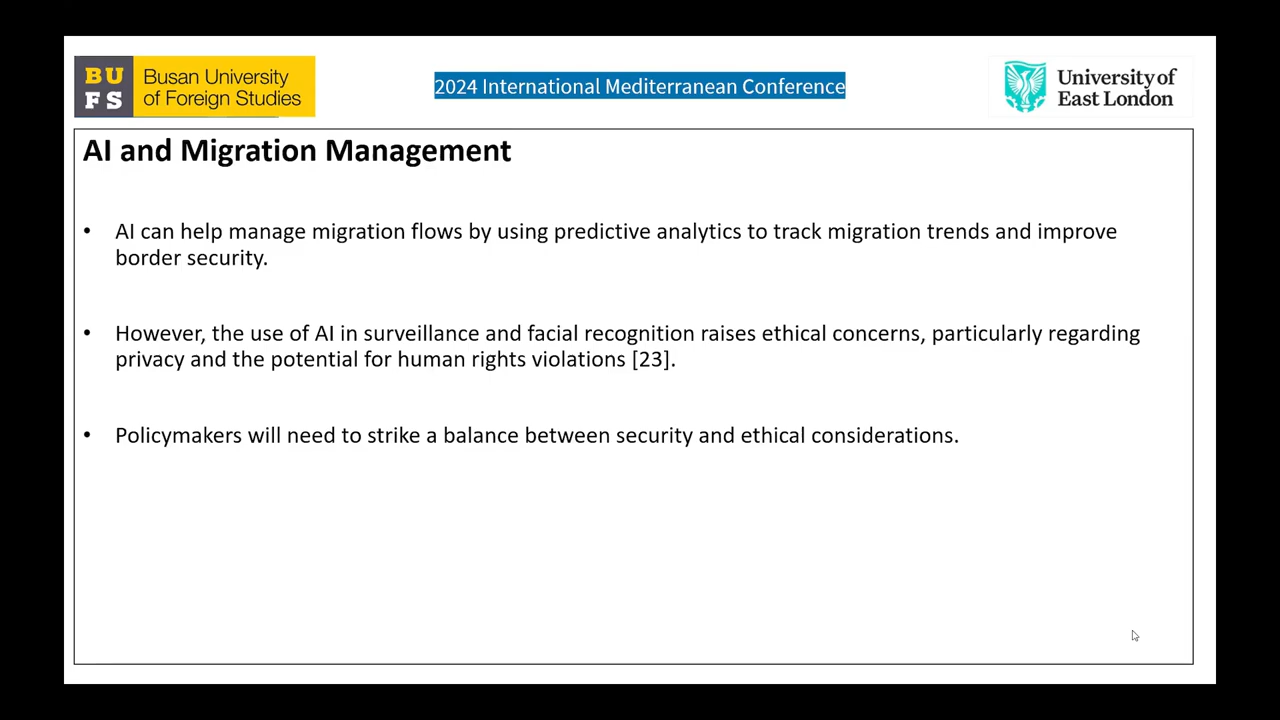 BU
FS
Busan University
of Foreign Studies
2024 International Mediterranean Conference
University of
East London
AI and Migration Management
• AI can help manage migration flows by using predictive analytics to track migration trends and improve
border security.
• However, the use of AI in surveillance and facial recognition raises ethical concerns, particularly regarding
privacy and the potential for human rights violations [23].
• Policymakers will need to strike a balance between security and ethical considerations.